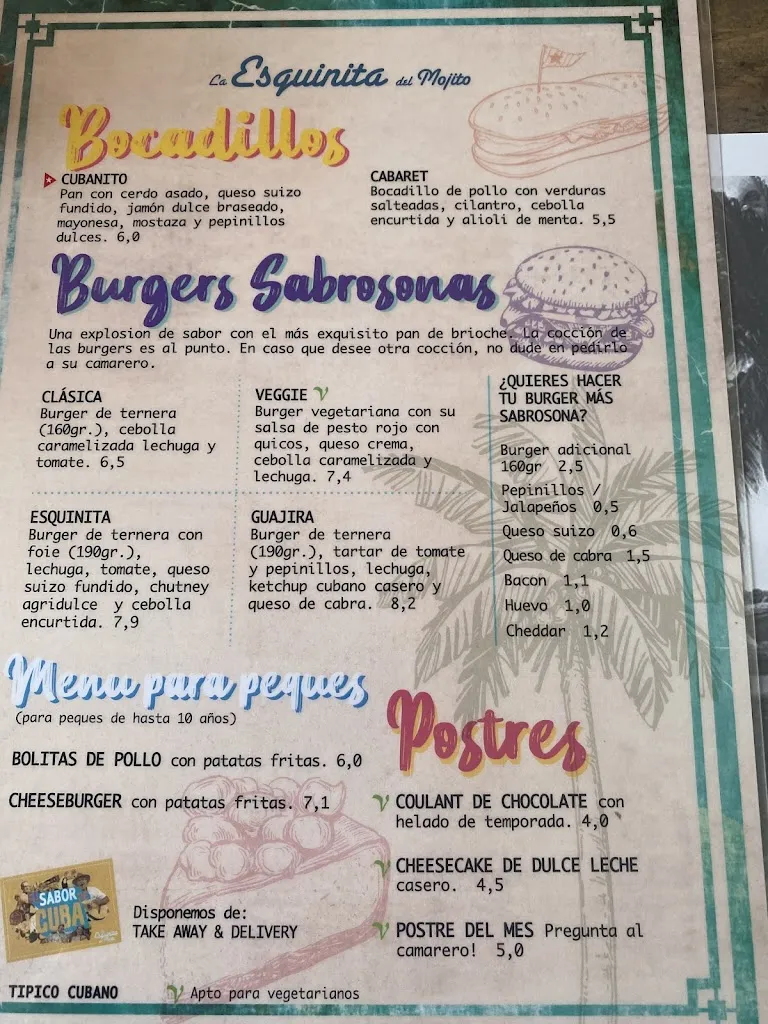 La Esquinita del Mojito
Bocadillos
CUBANITO
Pan con cerdo asado, queso suizo
fundido, jamón dulce braseado,
mayonesa, mostaza y pepinillos
dulces. 6,0
CABARET
Bocadillo de pollo con verduras
salteadas, cilantro, cebolla
encurtida y alioli de menta. 5,5
Burgers Sabrosonas
Una explosion de sabor con el más exquisito pan de brioche. La cocción de
las burgers es al punto. En caso que desee otra cocción, no dude en pedirlo
a su camarero.
CLÁSICA
Burger de ternera
(160gr.), cebolla
caramelizada lechuga y
tomate. 6,5
VEGGIE V
Burger vegetariana con su
salsa de pesto rojo con
quicos, queso crema,
cebolla caramelizada y
lechuga. 7,4
ESQUINITA
Burger de ternera con
foie (190gr.),
lechuga, tomate, queso
suizo fundido, chutney
agridulce y cebolla
encurtida. 7,9
GUAJIRA
Burger de ternera
(190gr.), tartar de tomate
y pepinillos, lechuga,
ketchup cubano casero y
queso de cabra. 8,2
¿QUIERES HACER
TU BURGER MÁS
SABROSONA?
Burger adicional
160gr 2,5
Pepinillos /
Jalapeños 0,5
Queso suizo 0,6
Queso de cabra 1,5
Bacon 1,1
Huevo 1,0
Cheddar 1,2
Menu para peques
(para peques de hasta 10 años)
BOLITAS DE POLLO con patatas fritas. 6,0
CHEESEBURGER con patatas fritas. 7,1
Postres
V COULANT DE CHOCOLATE con
helado de temporada. 4,0
V CHEESECAKE DE DULCE LECHE
casero. 4,5
V POSTRE DEL MES Pregunta al
camarero! 5,0
SABOR
CUBA
Disponemos de:
TAKE AWAY & DELIVERY
TIPICO CUBANO
V Apto para vegetarianos